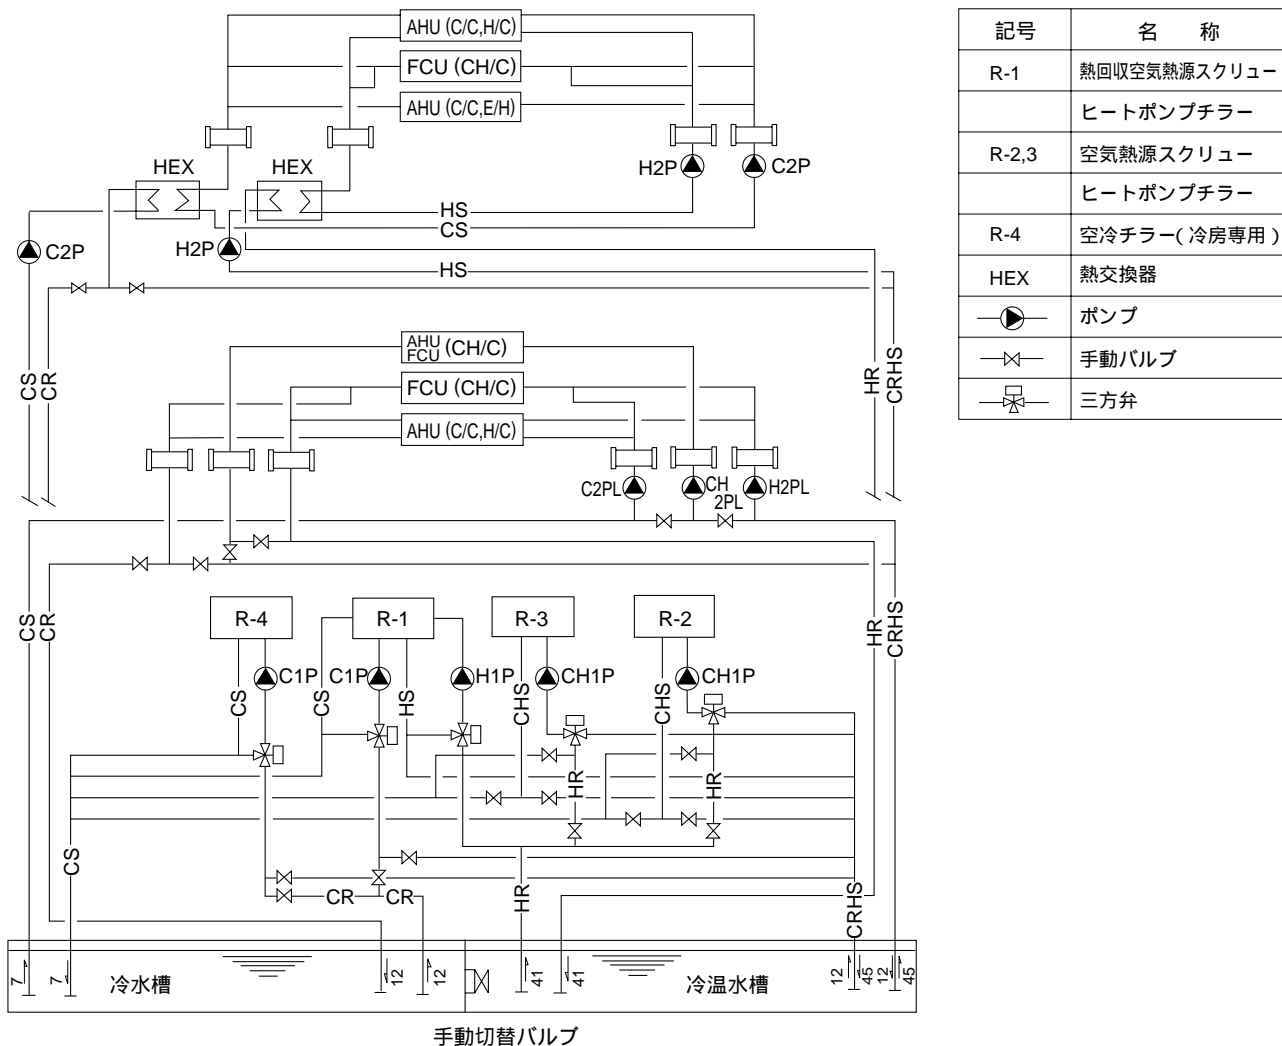 AHU (C/C,H/C)
FCU (CH/C)
AHU (C/C,E/H)
HEX
HEX
H2P
C2P
HS
CS
C2P
H2P
HS
CS
CR
HR
CRHS
AHU
FCU (CH/C)
FCU (CH/C)
AHU (C/C,H/C)
C2PL
CH
2PL
H2PL
CS
CR
HR
CRHS
R-4
R-1
R-3
R-2
C1P
C1P
H1P
CH1P
CH1P
CS
CS
HS
CHS
CHS
HR
HR
CS
CR
CR
HR
CRHS
7
7
冷水槽
12
12
41
41
冷温水槽
12
45
12
45
手動切替バルブ
記号 名 称
R-1 熱回収空気熱源スクリュー
ヒートポンプチラー
R-2,3 空気熱源スクリュー
ヒートポンプチラー
R-4 空冷チラー(冷房専用)
HEX 熱交換器
ポンプ
手動バルブ
三方弁